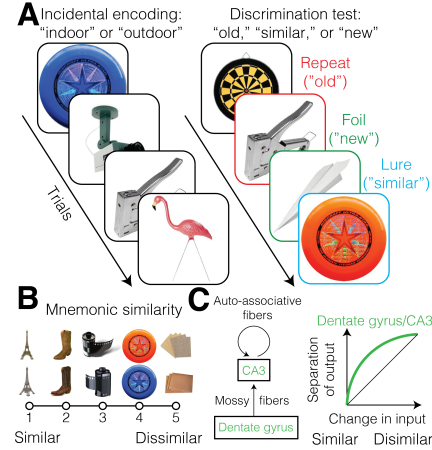 A
Incidental encoding:
"indoor" or "outdoor"
Discrimination test:
"old," "similar," or "new"
Repeat
("old")
Foil
("new")
Lure
("similar")
Trials
B
Mnemonic similarity
1 2 3 4 5
Similar Dissimilar
C
Auto-associative
fibers
CA3
Mossy fibers
Dentate gyrus
Dentate gyrus/CA3
Separation
of output
Change in input
Similar Disimilar